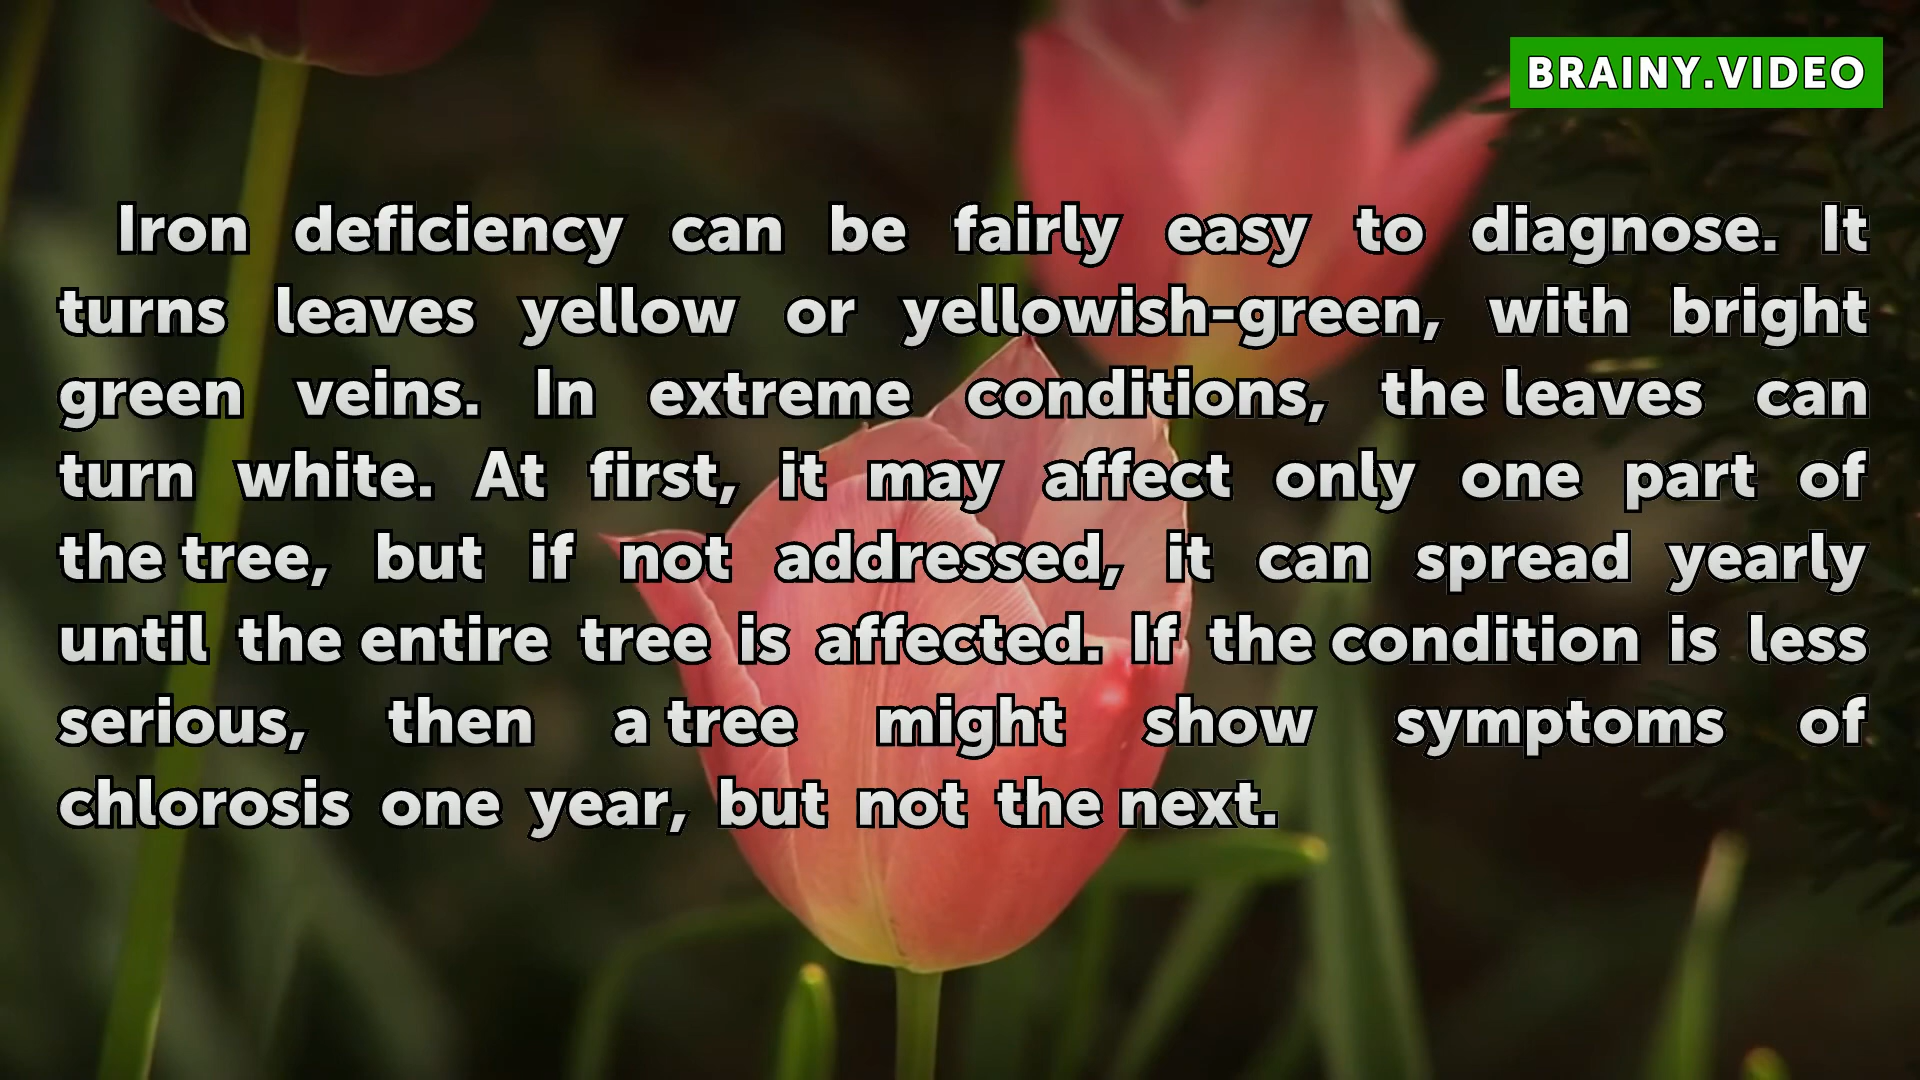 BRAINY.VIDEO
Iron deficiency can be fairly easy to diagnose. It
turns leaves yellow or yellowish-green, with bright
green veins. In extreme conditions, the leaves can
turn white. At first, it may affect only one part of
the tree, but if not addressed, it can spread yearly
until the entire tree is affected. If the condition is less
serious, then a tree might show symptoms of
chlorosis one year, but not the next.